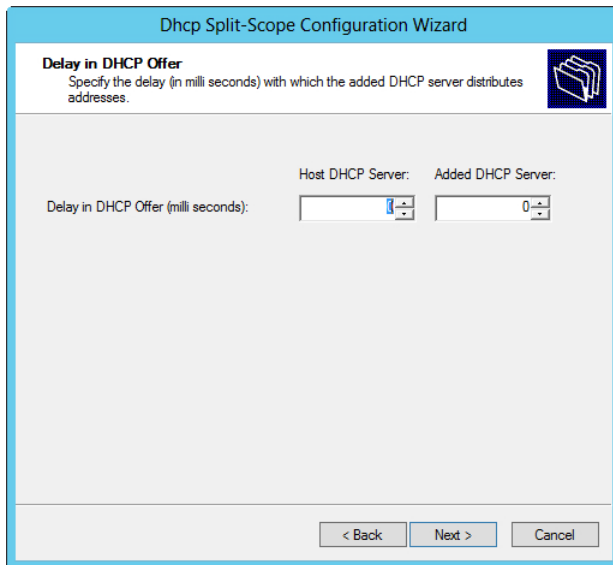 Dhcp Split-Scope Configuration Wizard
Delay in DHCP Offer
Specify the delay (in milli seconds) with which the added DHCP server distributes
addresses.
Host DHCP Server: Added DHCP Server:
Delay in DHCP Offer (milli seconds): 0 0
< Back Next > Cancel